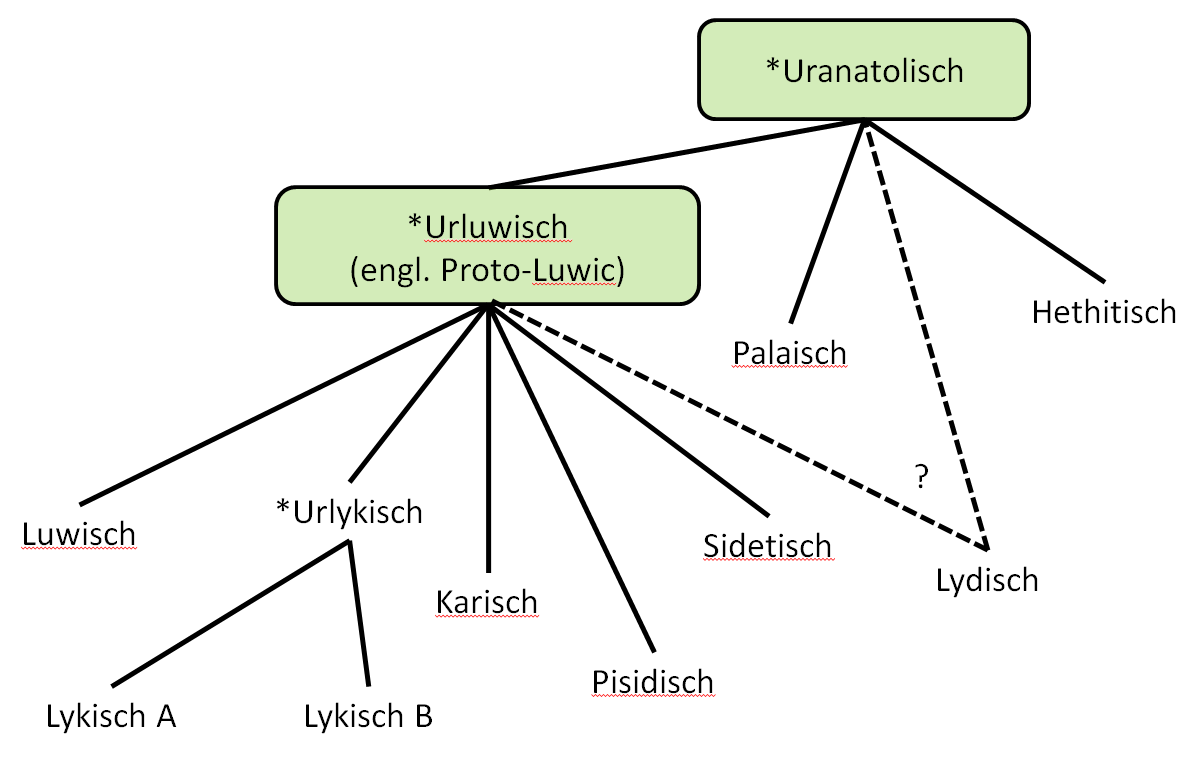 *Uranatolisch
*Urluwisch
(engl. Proto-Luwic)
Hethitisch
Palaisch
?
*Urlykisch
Luwisch
Sidetisch
Lydisch
Karisch
Pisidisch
Lykisch A
Lykisch B